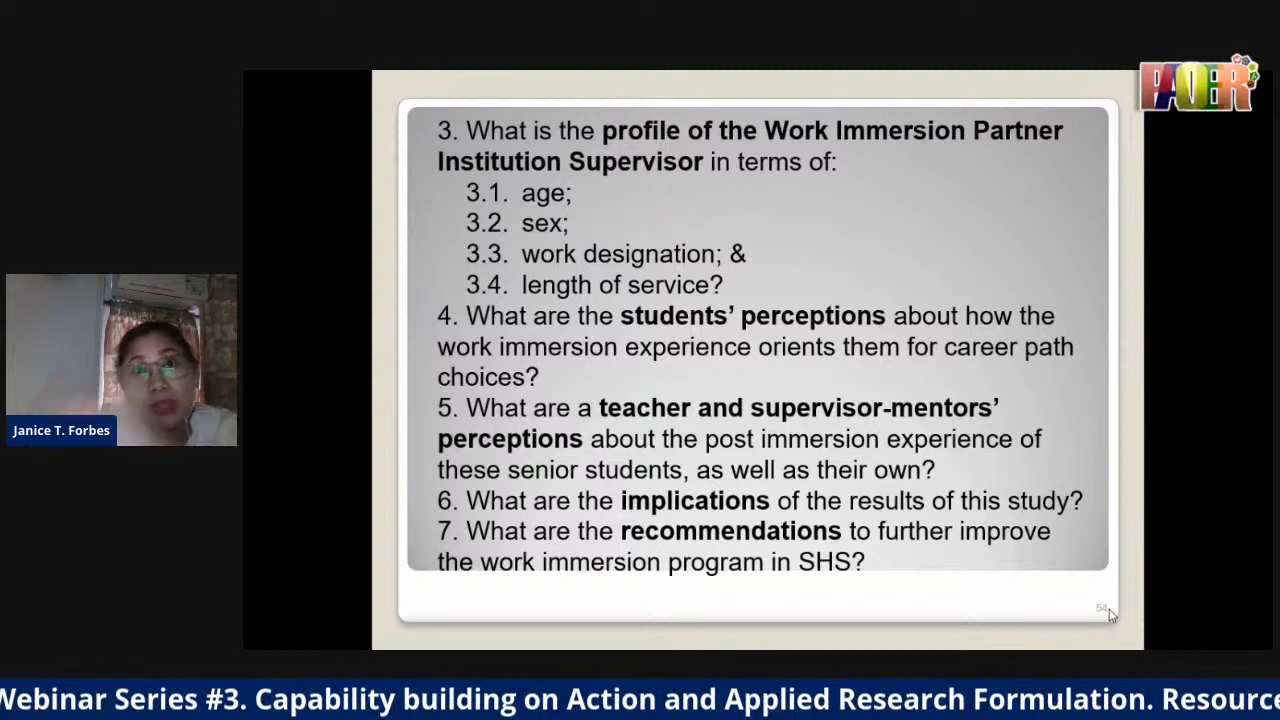 PAOER
3. What is the profile of the Work Immersion Partner
Institution Supervisor in terms of:
3.1. age;
3.2. sex;
3.3. work designation; &
3.4. length of service?
4. What are the students’ perceptions about how the
work immersion experience orients them for career path
choices?
5. What are a teacher and supervisor-mentors’
perceptions about the post immersion experience of
these senior students, as well as their own?
6. What are the implications of the results of this study?
7. What are the recommendations to further improve
the work immersion program in SHS?
54
Janice T. Forbes
Webinar Series #3. Capability building on Action and Applied Research Formulation. Resource